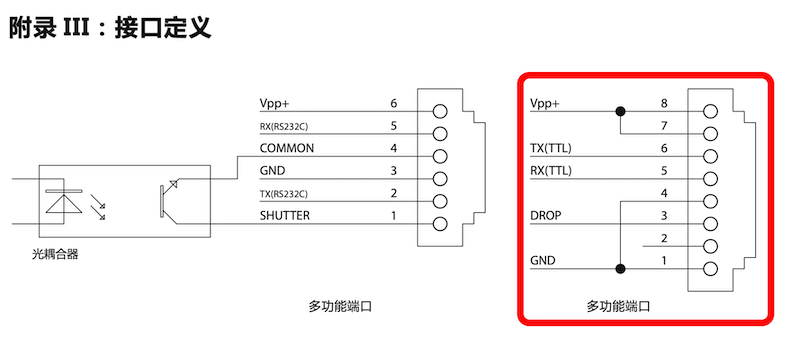 附录 III：接口定义
Vpp+ 6
RX(RS232C) 5
COMMON 4
GND 3
TX(RS232C) 2
SHUTTER 1
光耦合器
多功能端口
Vpp+ 8
7
TX(TTL) 6
RX(TTL) 5
4
DROP 3
2
GND 1
多功能端口